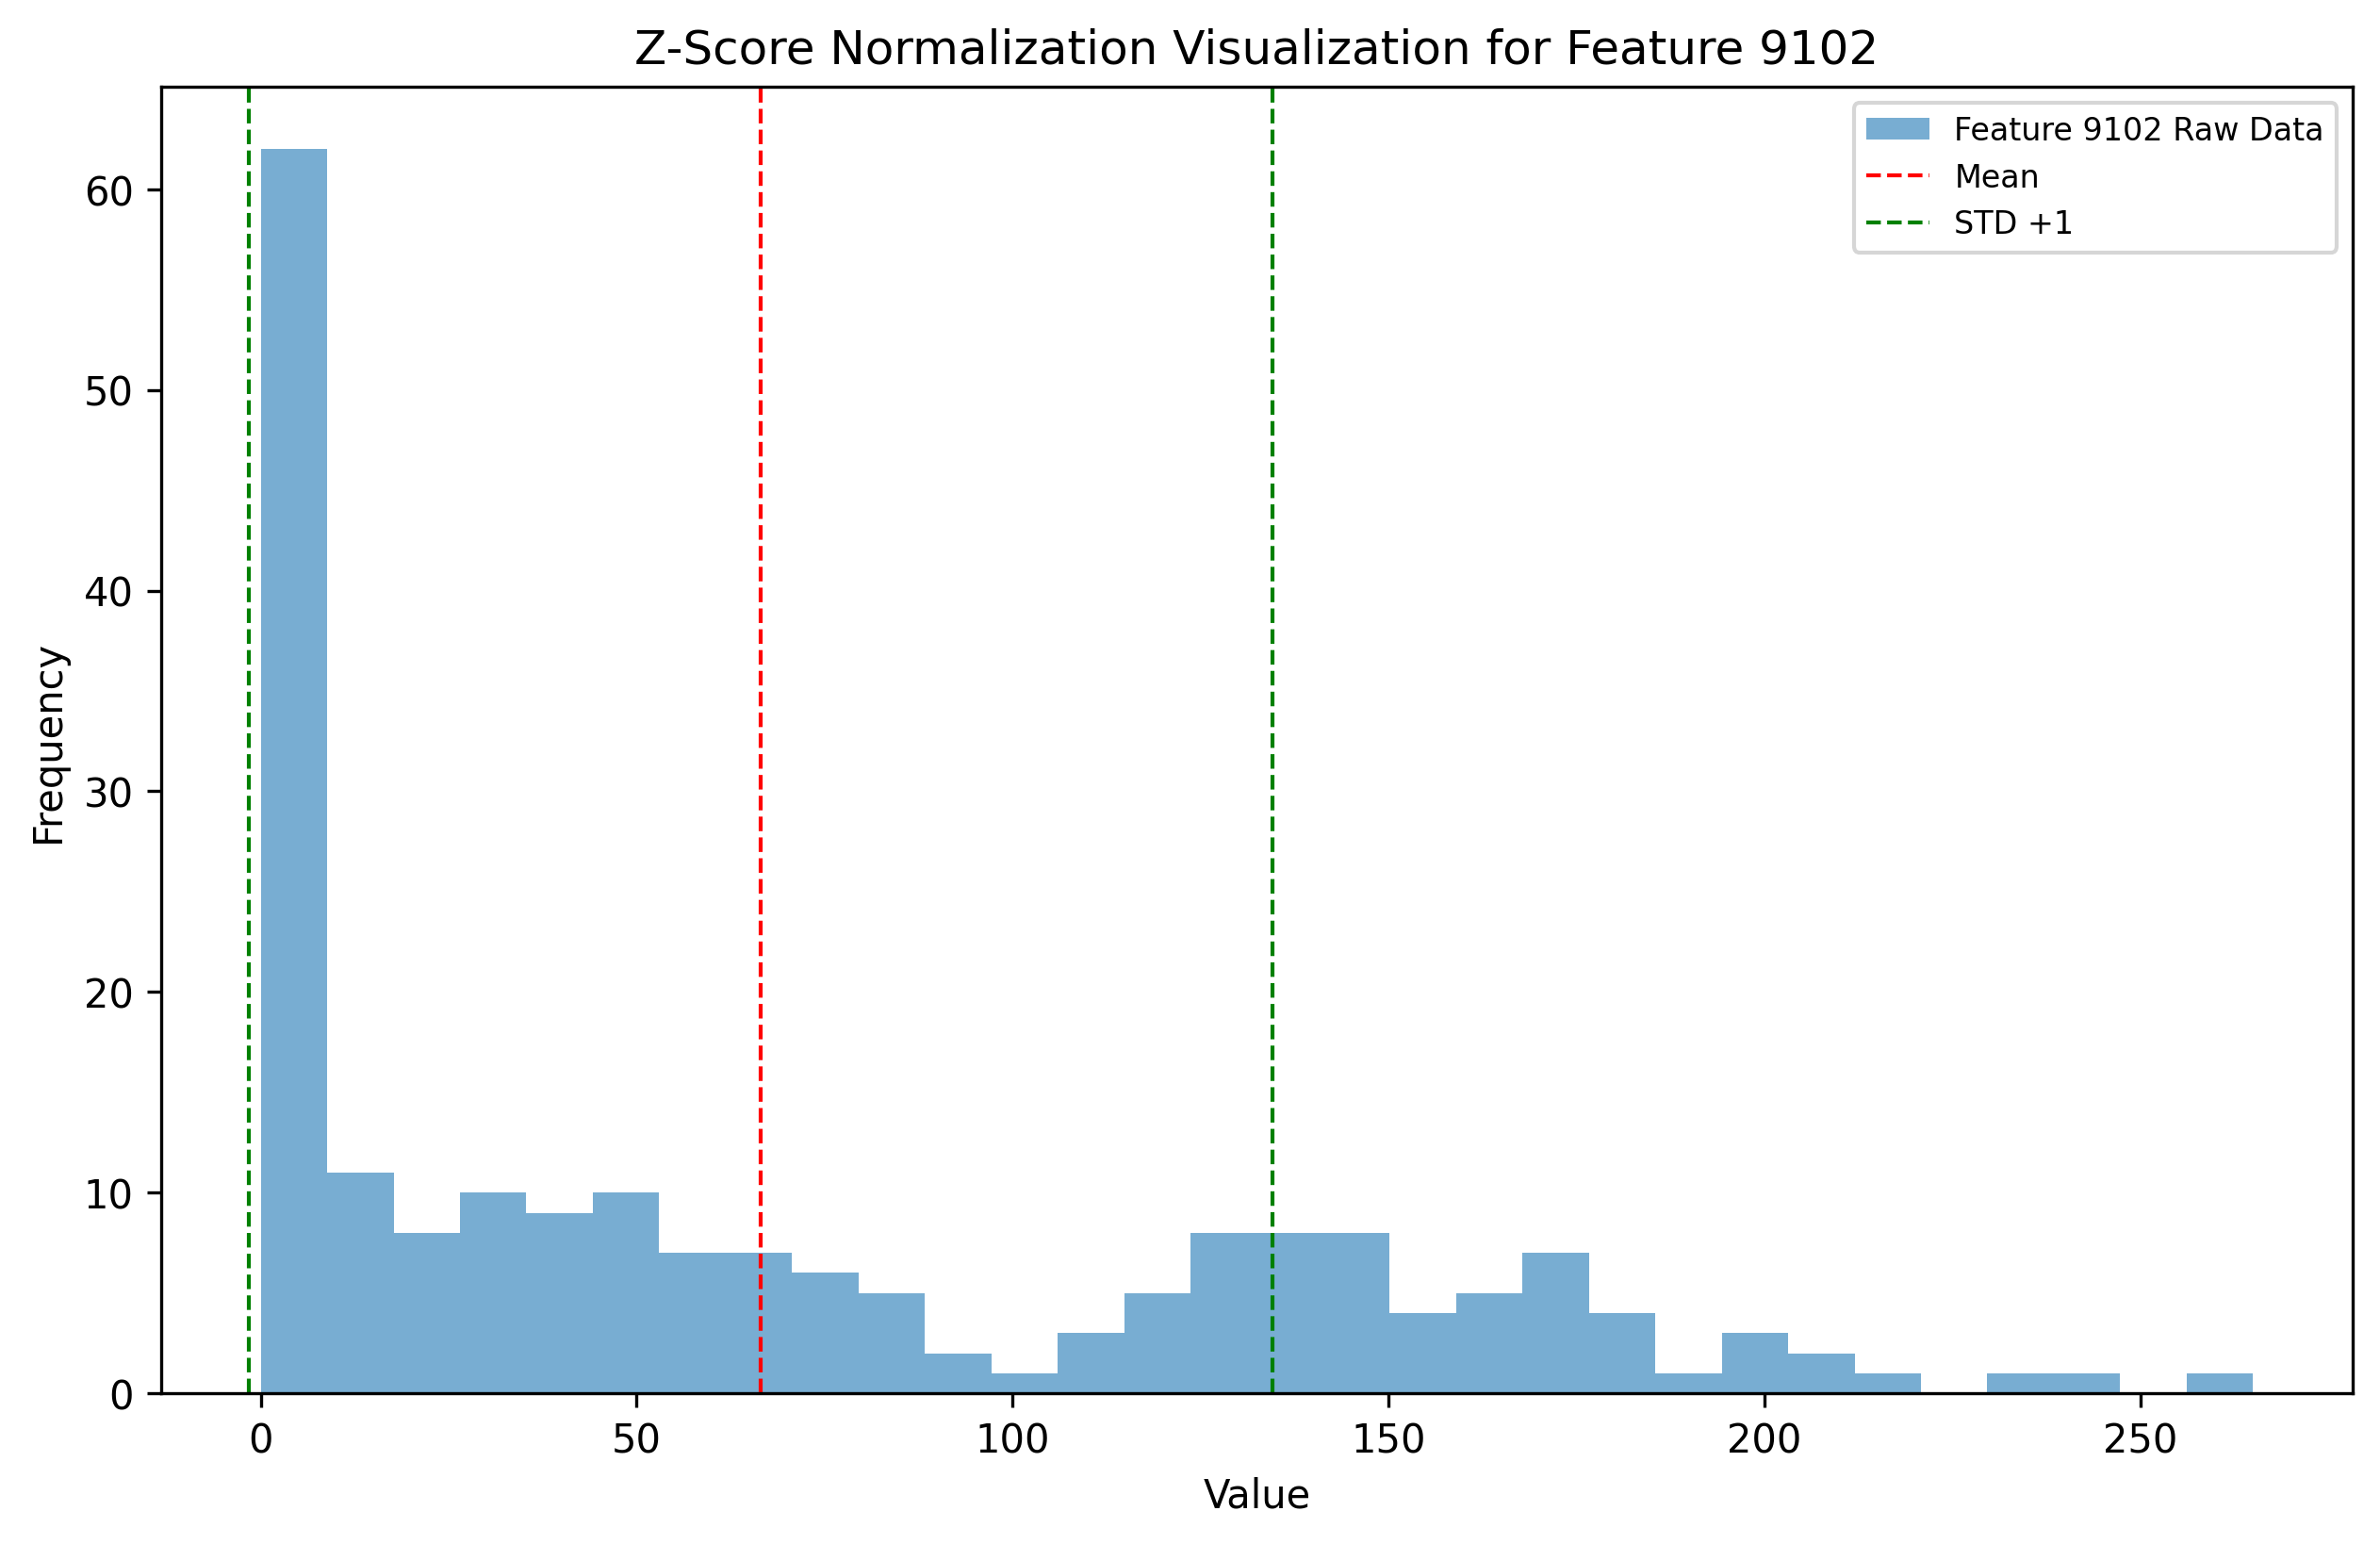 Z-Score Normalization Visualization for Feature 9102
Feature 9102 Raw Data
Mean
STD +1
Frequency
60
50
40
30
20
10
0
0 50 100 150 200 250
Value